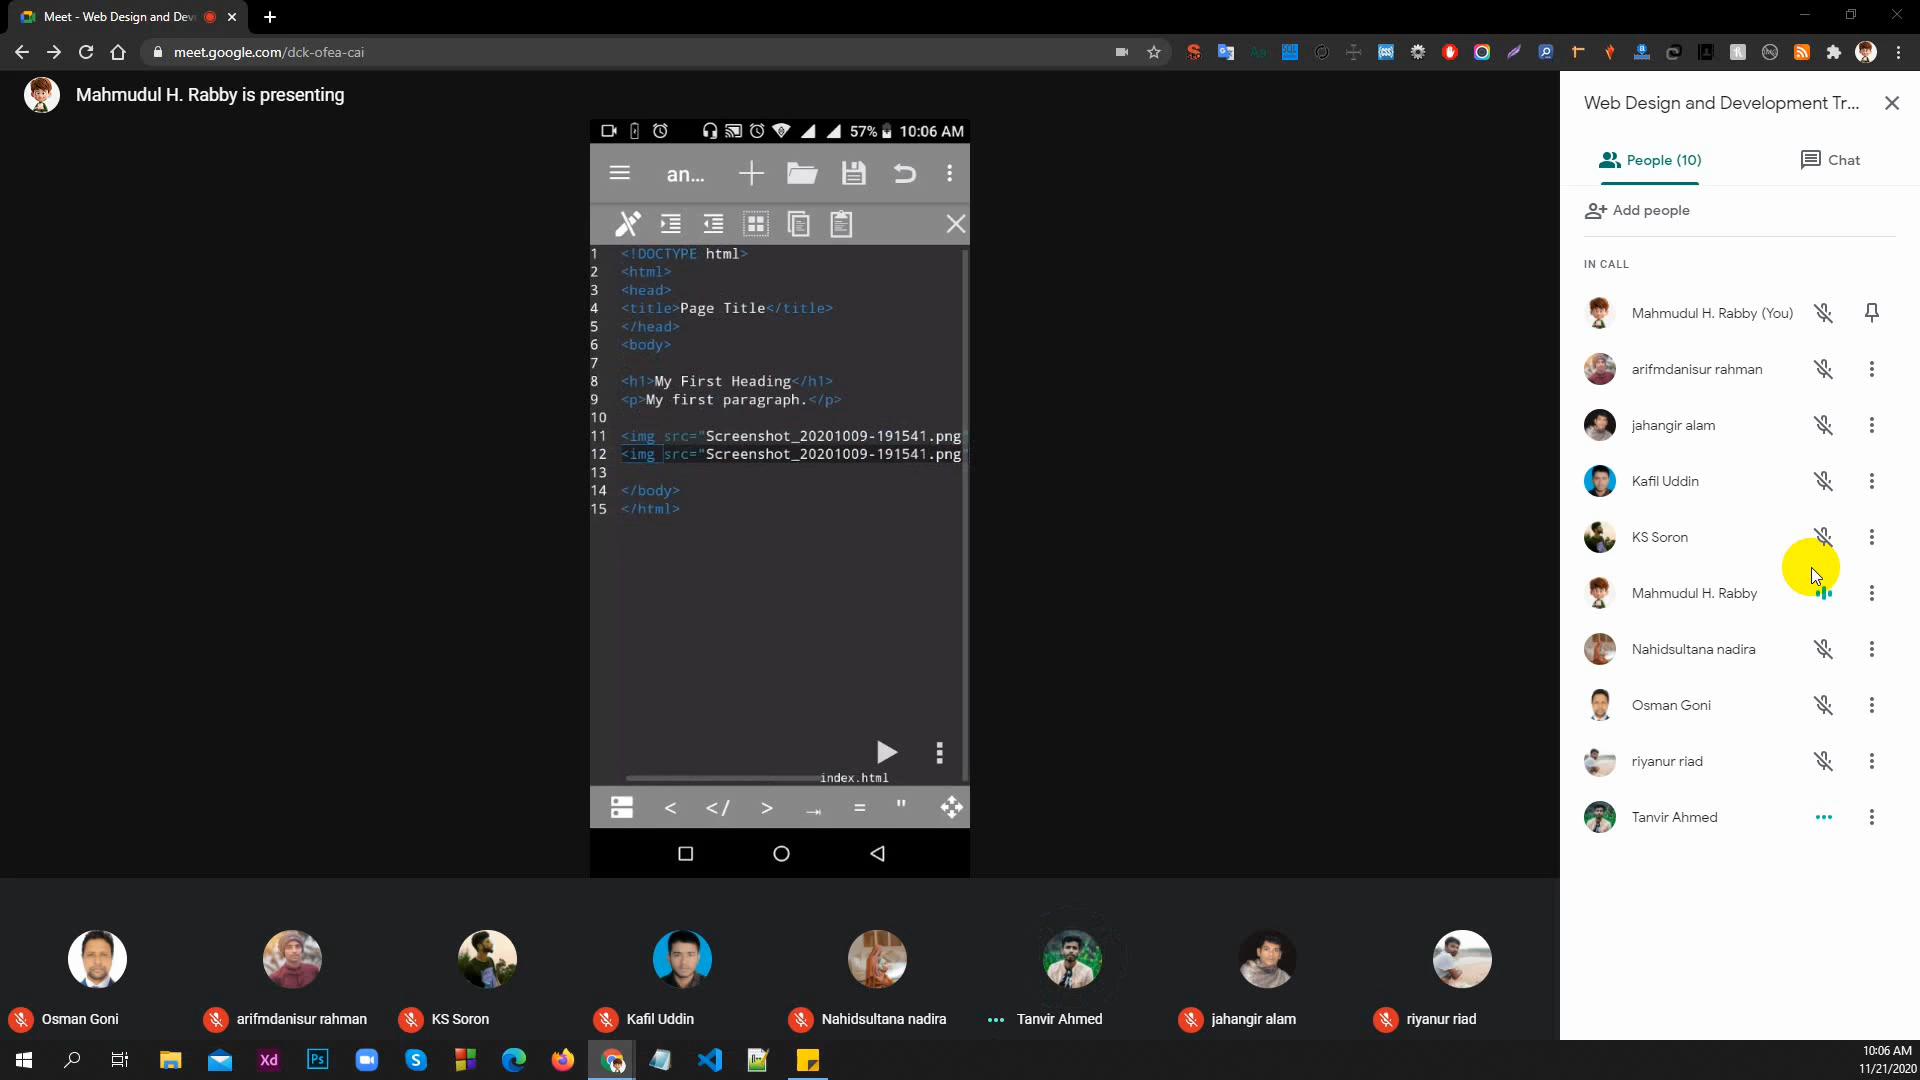 Meet - Web Design and Dev
meet.google.com/dck-ofea-cai
Mahmudul H. Rabby is presenting
57% 10:06 AM
an...
1 <!DOCTYPE html>
2 <html>
3 <head>
4 <title>Page Title</title>
5 </head>
6 <body>
7
8 <h1>My First Heading</h1>
9 <p>My first paragraph.</p>
10
11 <img src="Screenshot_20201009-191541.png"
12 <img src="Screenshot_20201009-191541.png"
13
14 </body>
15 </html>
index.html
< </ > = "
Web Design and Development Tr...
People (10)
Chat
Add people
IN CALL
Mahmudul H. Rabby (You)
arifmdanisur rahman
jahangir alam
Kafil Uddin
KS Soron
Mahmudul H. Rabby
Nahidsultana nadira
Osman Goni
riyanur riad
Tanvir Ahmed
Osman Goni
arifmdanisur rahman
KS Soron
Kafil Uddin
Nahidsultana nadira
Tanvir Ahmed
jahangir alam
riyanur riad
Xd
Ps
10:06 AM
11/21/2020